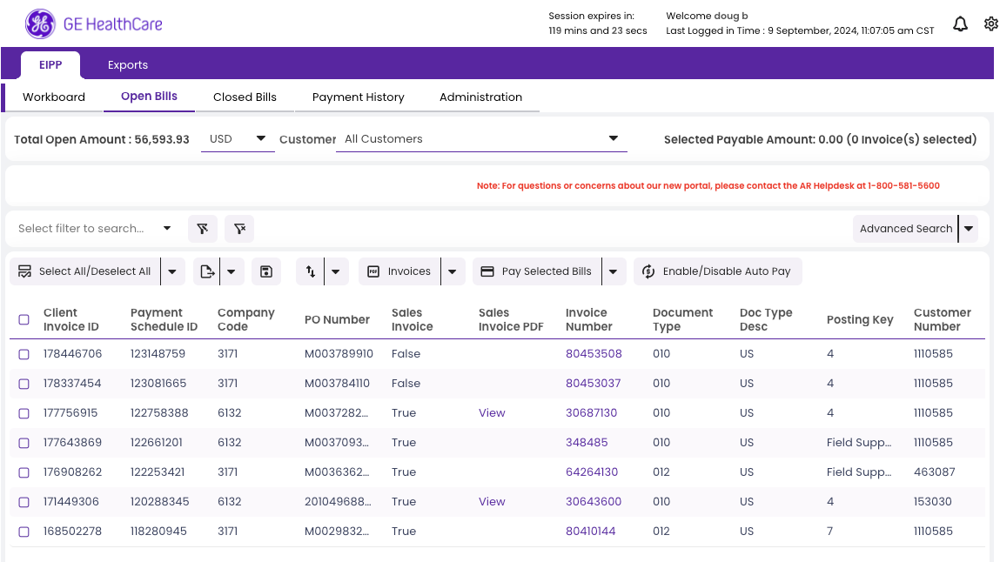 GE HealthCare
Session expires in:
119 mins and 23 secs
Welcome doug b
Last Logged in Time : 9 September, 2024, 11:07:05 am CST
EIPP Exports
Workboard Open Bills Closed Bills Payment History Administration
Total Open Amount : 56,593.93 USD Customer All Customers Selected Payable Amount: 0.00 (0 Invoice(s) selected)
Note: For questions or concerns about our new portal, please contact the AR Helpdesk at 1-800-581-5600
Select filter to search... Advanced Search
Select All/Deselect All PDF Invoices Pay Selected Bills Enable/Disable Auto Pay
Client Payment Company PO Number Sales Sales Invoice Document Doc Type Posting Key Customer
Invoice ID Schedule ID Code Invoice Invoice PDF Number Type Desc Number
178446706 123148759 3171 M003789910 False 80453508 010 US 4 1110585
178337454 123081665 3171 M003784110 False 80453037 010 US 4 1110585
177756915 122758388 6132 M0037282... True View 30687130 010 US 4 1110585
177643869 122661201 6132 M0037093... True 348485 010 US Field Supp... 1110585
176908262 122253421 3171 M0036362... True 64264130 012 US Field Supp... 463087
171449306 120288345 6132 201049688... True View 30643600 010 US 4 153030
168502278 118280945 3171 M0029832... True 80410144 012 US 7 1110585